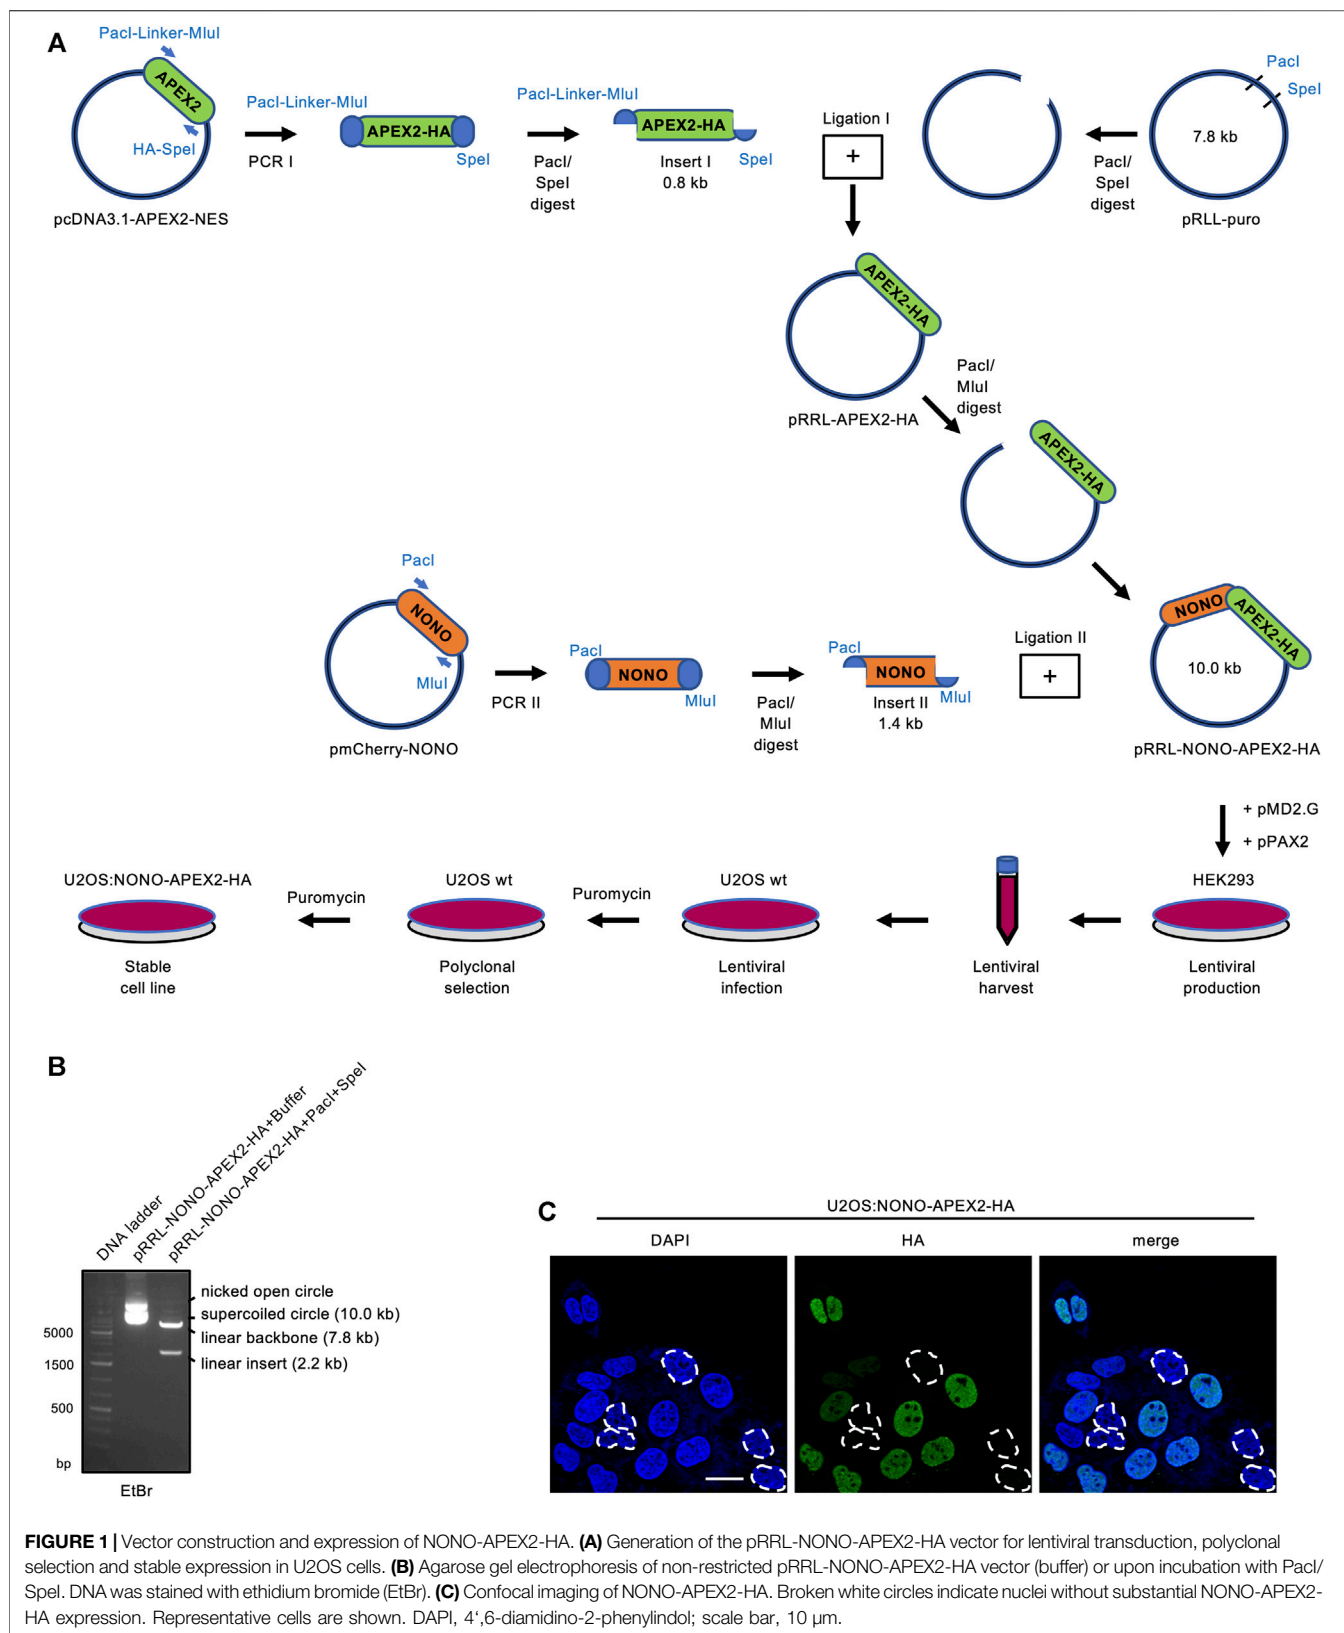 A
PacI-Linker-MluI
APEX2
HA-SpeI
pcDNA3.1-APEX2-NES
PCR I
PacI-Linker-MluI
APEX2-HA
SpeI
PacI/
SpeI
digest
PacI-Linker-MluI
APEX2-HA
SpeI
Insert I
0.8 kb
Ligation I
+
PacI/
SpeI
digest
PacI
SpeI
7.8 kb
pRLL-puro
APEX2-HA
pRRL-APEX2-HA
PacI/
MluI
digest
APEX2-HA
PacI
NONO
MluI
pmCherry-NONO
PCR II
PacI
NONO
MluI
PacI/
MluI
digest
PacI
NONO
MluI
Insert II
1.4 kb
Ligation II
+
NONO
APEX2-HA
10.0 kb
pRRL-NONO-APEX2-HA
+ pMD2.G
+ pPAX2
HEK293
Lentiviral
production
Lentiviral
harvest
U2OS wt
Lentiviral
infection
Puromycin
U2OS wt
Polyclonal
selection
Puromycin
U2OS:NONO-APEX2-HA
Stable
cell line
B
DNA ladder
pRRL-NONO-APEX2-HA+Buffer
pRRL-NONO-APEX2-HA+PacI+SpeI
nicked open circle
supercoiled circle (10.0 kb)
linear backbone (7.8 kb)
linear insert (2.2 kb)
5000
1500
500
bp
EtBr
C
U2OS:NONO-APEX2-HA
DAPI
HA
merge
FIGURE 1 | Vector construction and expression of NONO-APEX2-HA. (A) Generation of the pRRL-NONO-APEX2-HA vector for lentiviral transduction, polyclonal
selection and stable expression in U2OS cells. (B) Agarose gel electrophoresis of non-restricted pRRL-NONO-APEX2-HA vector (buffer) or upon incubation with PacI/
SpeI. DNA was stained with ethidium bromide (EtBr). (C) Confocal imaging of NONO-APEX2-HA. Broken white circles indicate nuclei without substantial NONO-APEX2-
HA expression. Representative cells are shown. DAPI, 4‘,6-diamidino-2-phenylindol; scale bar, 10 µm.